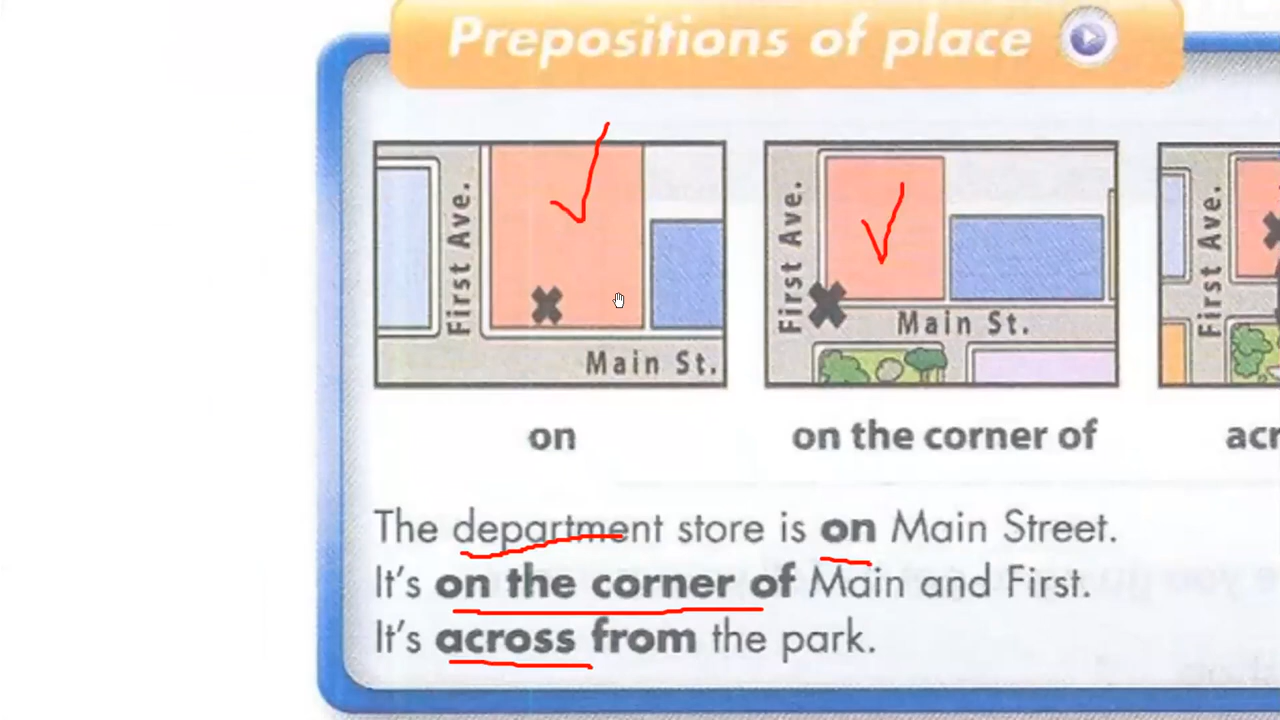 Prepositions of place
First Ave.
Main St.
First Ave.
Main St.
First Ave.
on
on the corner of
acr
The department store is on Main Street.
It's on the corner of Main and First.
It's across from the park.